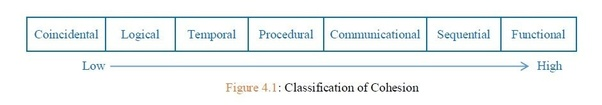 Coincidental Logical Temporal Procedural Communicational Sequential Functional
Low High
Figure 4.1: Classification of Cohesion